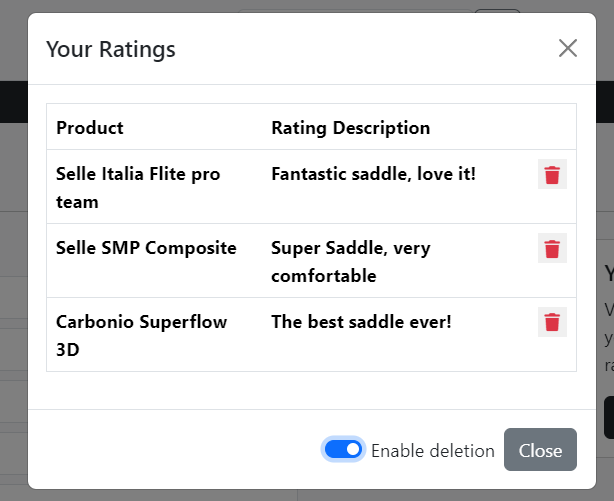 Your Ratings
Product Rating Description
Selle Italia Flite pro Fantastic saddle, love it!
team
Selle SMP Composite Super Saddle, very
comfortable
Carbonio Superflow The best saddle ever!
3D
Enable deletion Close